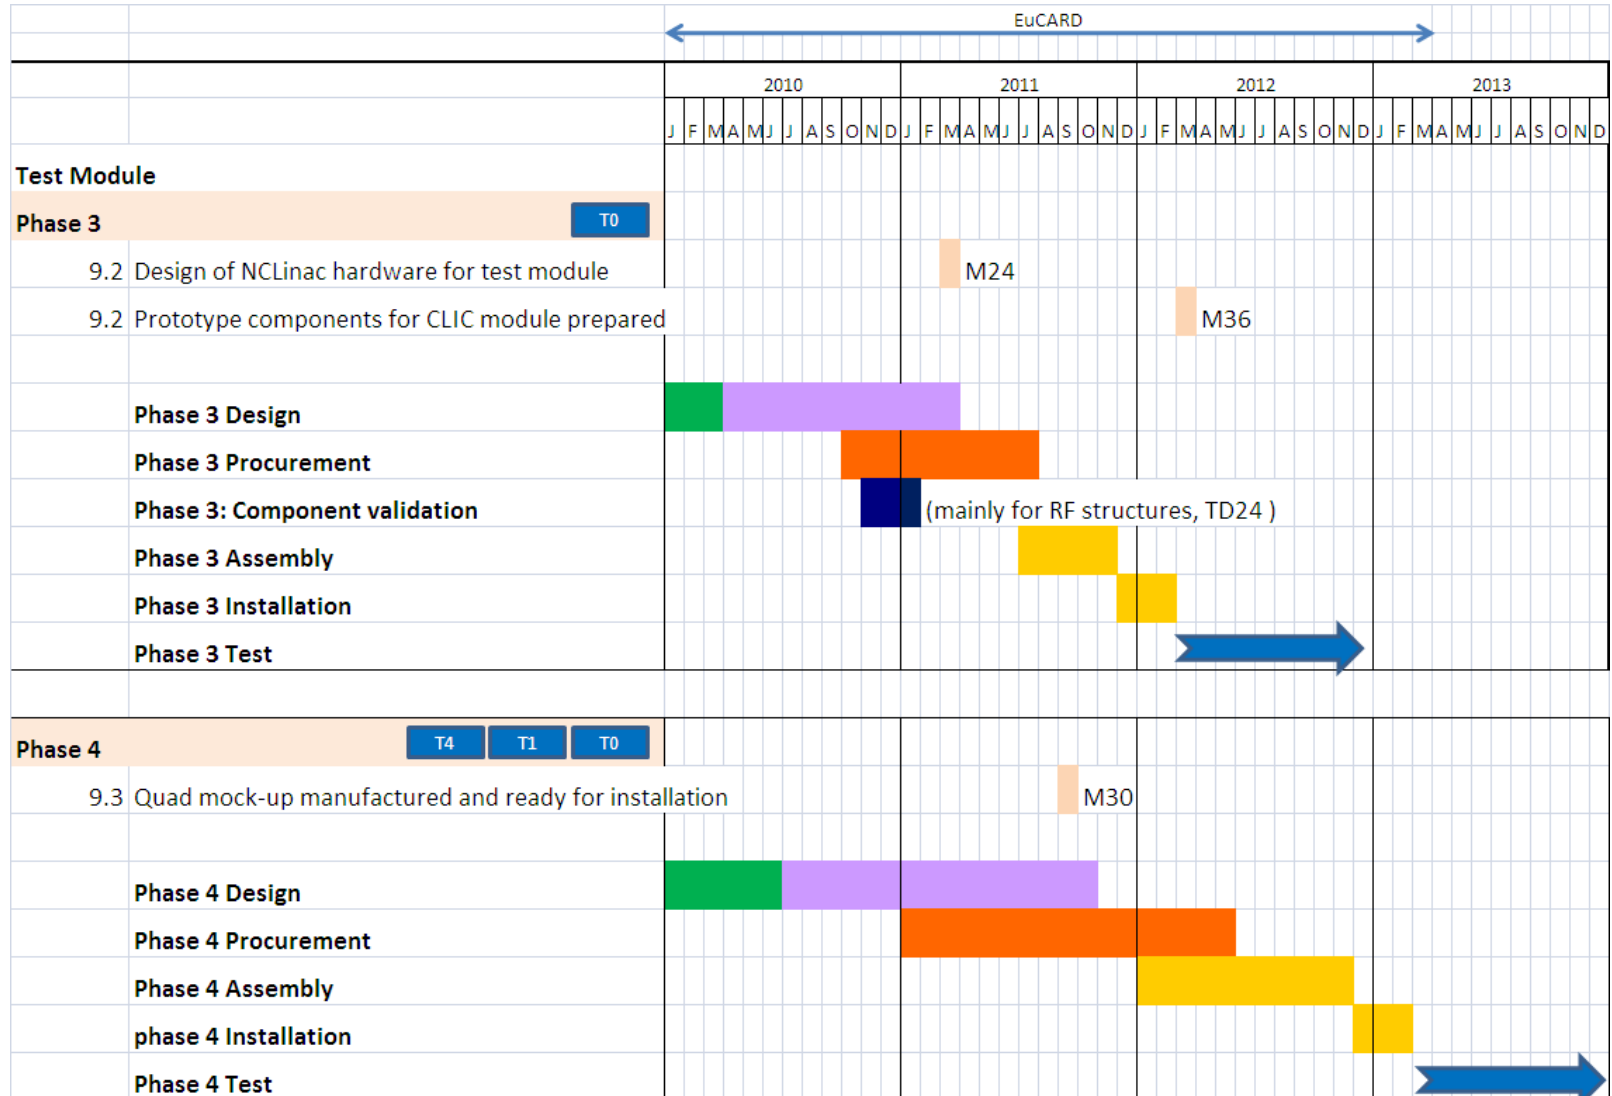 EuCARD
2010 2011 2012 2013
J F M A M J J A S O N D J F M A M J J A S O N D J F M A M J J A S O N D J F M A M J J A S O N D
Test Module
Phase 3 T0
9.2 Design of NCLinac hardware for test module M24
9.2 Prototype components for CLIC module prepared M36
Phase 3 Design
Phase 3 Procurement
Phase 3: Component validation (mainly for RF structures, TD24 )
Phase 3 Assembly
Phase 3 Installation
Phase 3 Test
Phase 4 T4 T1 T0
9.3 Quad mock-up manufactured and ready for installation M30
Phase 4 Design
Phase 4 Procurement
Phase 4 Assembly
phase 4 Installation
Phase 4 Test